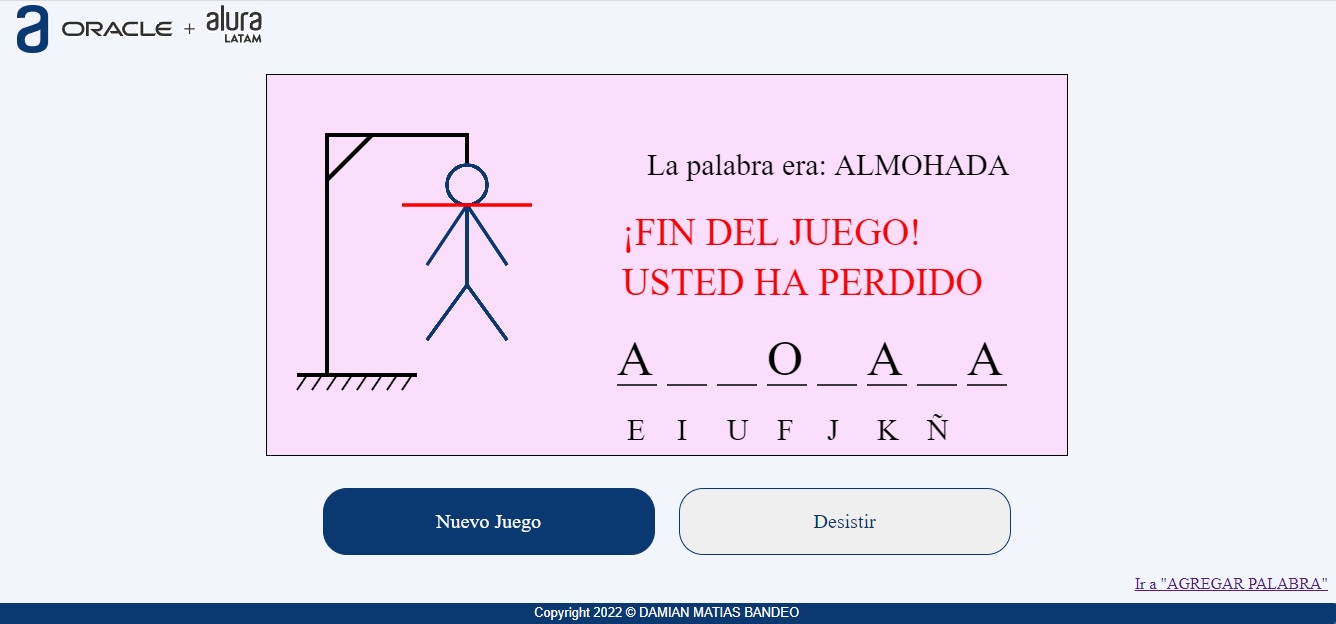 a ORACLE + alura
LATAM
La palabra era: ALMOHADA
¡FIN DEL JUEGO!
USTED HA PERDIDO
A _ _ O _ A _ A
E I U F J K Ñ
Nuevo Juego
Desistir
Ir a "AGREGAR PALABRA"
Copyright 2022 © DAMIAN MATIAS BANDEO